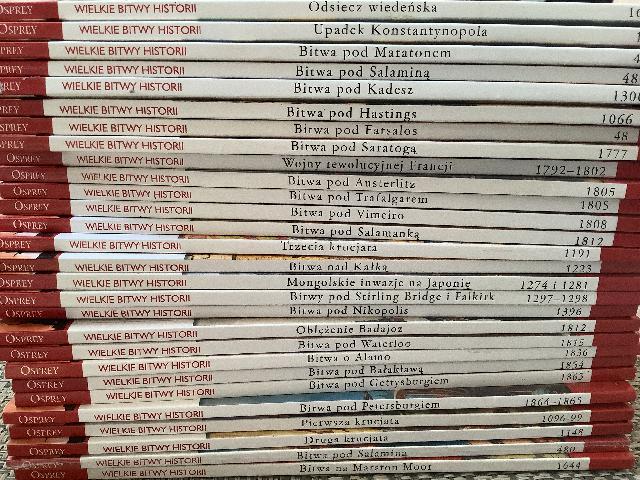 OSPREY WIELKIE BITWY HISTORII Odsiecz wiedeńska
OSPREY WIELKIE BITWY HISTORII Upadek Konstantynopola
OSPREY WIELKIE BITWY HISTORII Bitwa pod Maratonem
OSPREY WIELKIE BITWY HISTORII Bitwa pod Salaminą 48
OSPREY WIELKIE BITWY HISTORII Bitwa pod Kadesz 1300
OSPREY WIELKIE BITWY HISTORII Bitwa pod Hastings 1066
OSPREY WIELKIE BITWY HISTORII Bitwa pod Farsalos 48
OSPREY WIELKIE BITWY HISTORII Bitwa pod Saratogą 1777
OSPREY WIELKIE BITWY HISTORII Wojny rewolucyjnej Francji 1792–1802
OSPREY WIELKIE BITWY HISTORII Bitwa pod Austerlitz 1805
OSPREY WIELKIE BITWY HISTORII Bitwa pod Trafalgarem 1805
OSPREY WIELKIE BITWY HISTORII Bitwa pod Vimeiro 1808
OSPREY WIELKIE BITWY HISTORII Bitwa pod Salamanką 1812
OSPREY WIELKIE BITWY HISTORII Trzecia krucjata 1191
OSPREY WIELKIE BITWY HISTORII Bitwa nad Kałką 1223
OSPREY WIELKIE BITWY HISTORII Mongolskie inwazje na Japonię 1274 i 1281
OSPREY WIELKIE BITWY HISTORII Bitwy pod Stirling Bridge i Falkirk 1297–1298
OSPREY WIELKIE BITWY HISTORII Bitwa pod Nikopolis 1396
OSPREY WIELKIE BITWY HISTORII Oblężenie Badajoz 1812
OSPREY WIELKIE BITWY HISTORII Bitwa pod Waterloo 1815
OSPREY WIELKIE BITWY HISTORII Bitwa o Alamo 1836
OSPREY WIELKIE BITWY HISTORII Bitwa pod Bałakławą 1854
OSPREY WIELKIE BITWY HISTORII Bitwa pod Gettysburgiem 1863
OSPREY WIELKIE BITWY HISTORII Bitwa pod Petersburgiem 1864–1865
OSPREY WIELKIE BITWY HISTORII Pierwsza krucjata 1096-99
OSPREY WIELKIE BITWY HISTORII Druga krucjata 1148
OSPREY WIELKIE BITWY HISTORII Bitwa pod Salaminą 480
OSPREY WIELKIE BITWY HISTORII Bitwa na Marston Moor 1644